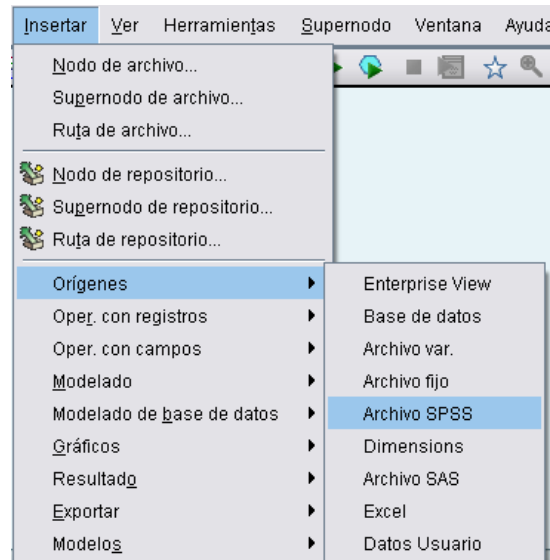 Insertar Ver Herramientas Supernodo Ventana Ayuda
Nodo de archivo...
Supernodo de archivo...
Ruta de archivo...
Nodo de repositorio...
Supernodo de repositorio...
Ruta de repositorio...
Orígenes
Oper. con registros
Oper. con campos
Modelado
Modelado de base de datos
Gráficos
Resultado
Exportar
Modelos
Enterprise View
Base de datos
Archivo var.
Archivo fijo
Archivo SPSS
Dimensions
Archivo SAS
Excel
Datos Usuario